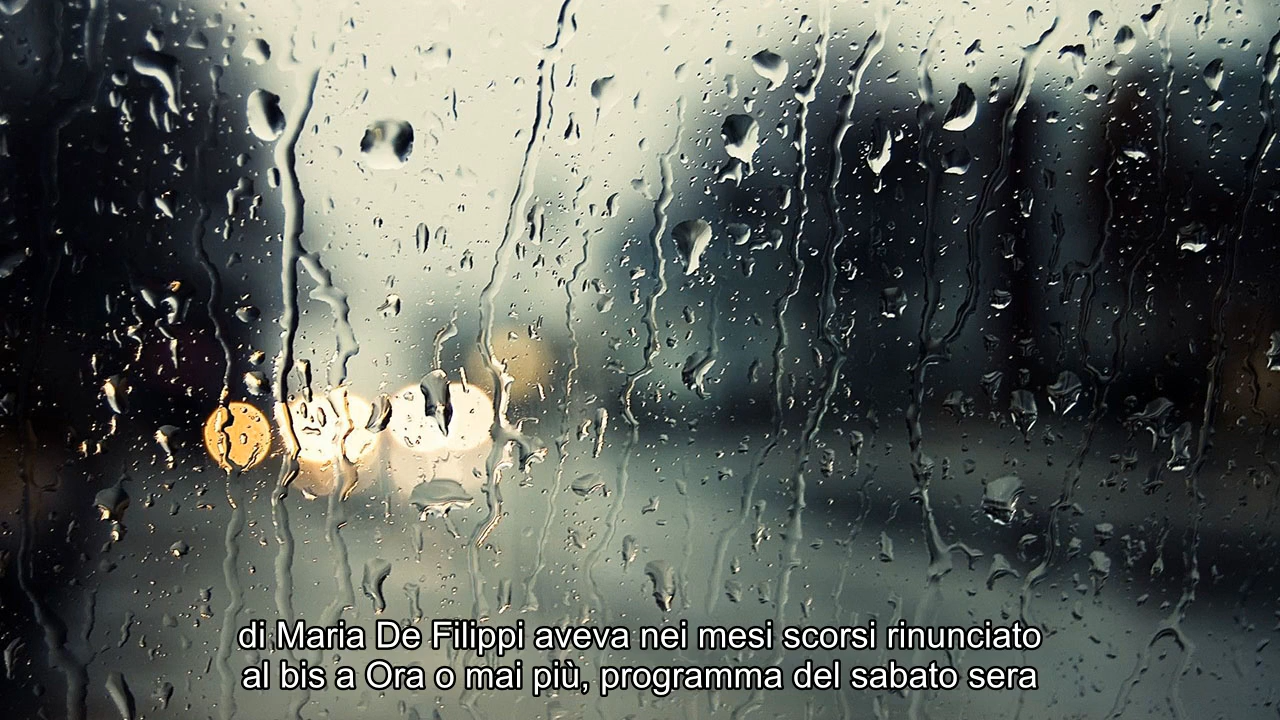 di Maria De Filippi aveva nei mesi scorsi rinunciato
al bis a Ora o mai più, programma del sabato sera